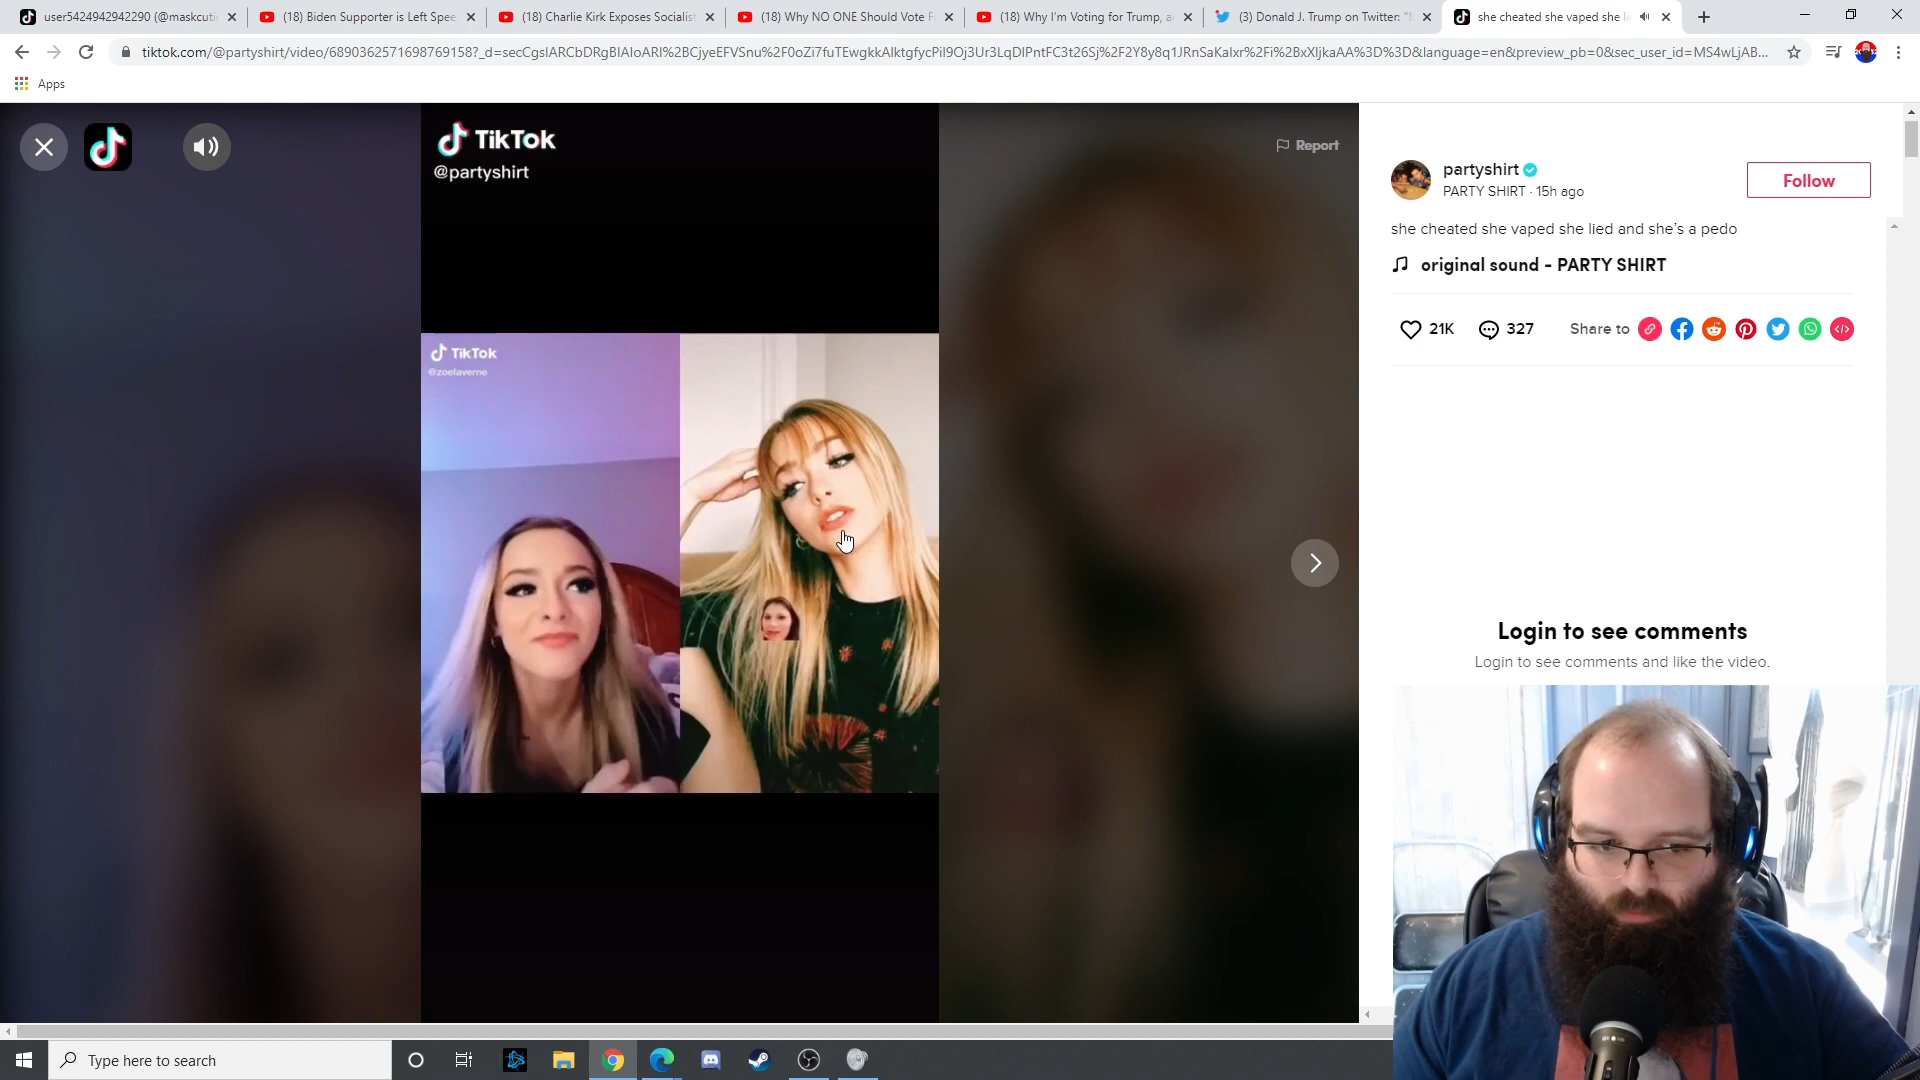 user5424942942290 (@maskcuti
(18) Biden Supporter is Left Spee
(18) Charlie Kirk Exposes Socialist
(18) Why NO ONE Should Vote F
(18) Why I'm Voting for Trump, a
(3) Donald J. Trump on Twitter: "
she cheated she vaped she li
Apps
TikTok
@partyshirt
Report
TikTok
@zoelaverne
partyshirt
PARTY SHIRT · 15h ago
Follow
she cheated she vaped she lied and she's a pedo
original sound - PARTY SHIRT
21K
327
Share to
Login to see comments
Login to see comments and like the video.
Type here to search